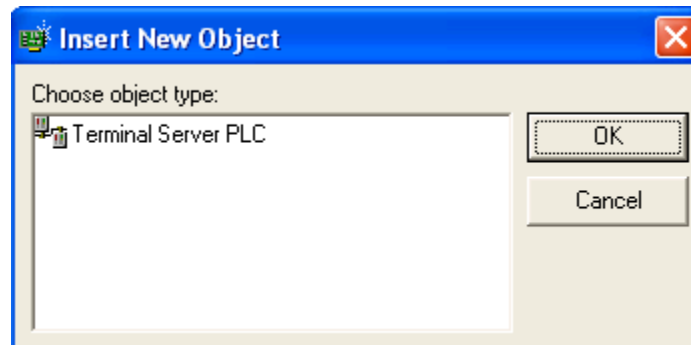 Insert New Object
Choose object type:
Terminal Server PLC
OK
Cancel